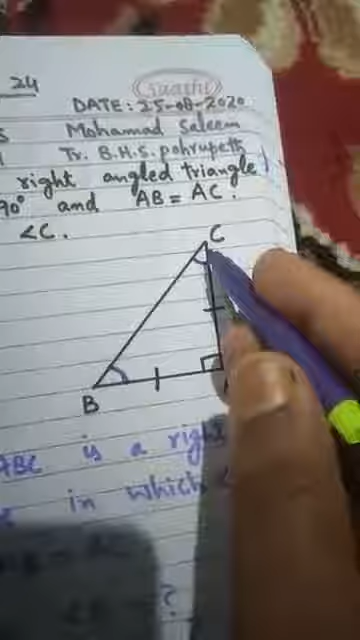 24
Saathi
DATE: 25-08-2020
Mohamad Saleem
Tr. B.H.S. pohrupeth
right angled triangle
90° and AB = AC.
<C.
C
B
ABC is a right
in which
= ?